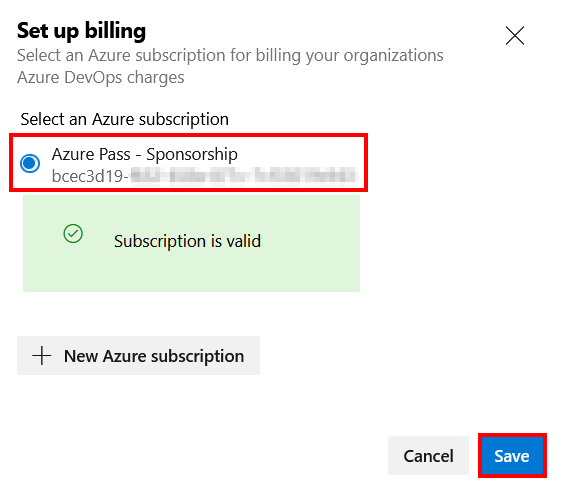 Set up billing
Select an Azure subscription for billing your organizations
Azure DevOps charges
Select an Azure subscription
Azure Pass - Sponsorship
bcec3d19-
Subscription is valid
New Azure subscription
Cancel
Save